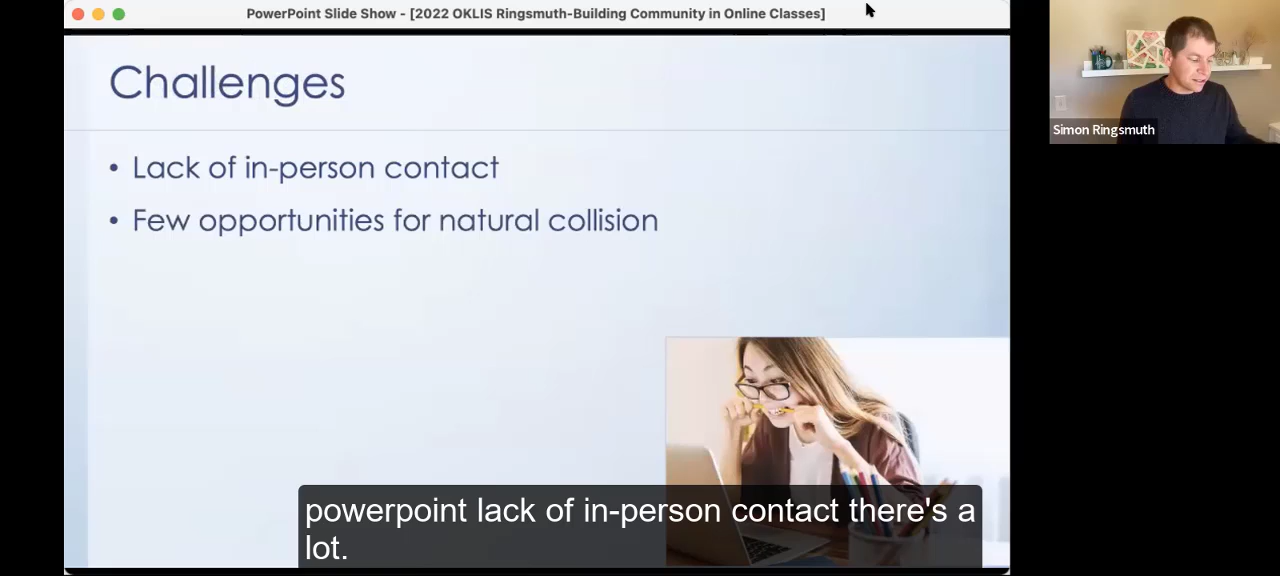 PowerPoint Slide Show - [2022 OKLIS Ringsmuth-Building Community in Online Classes]
Challenges
• Lack of in-person contact
• Few opportunities for natural collision
Simon Ringsmuth
powerpoint lack of in-person contact there's a
lot.